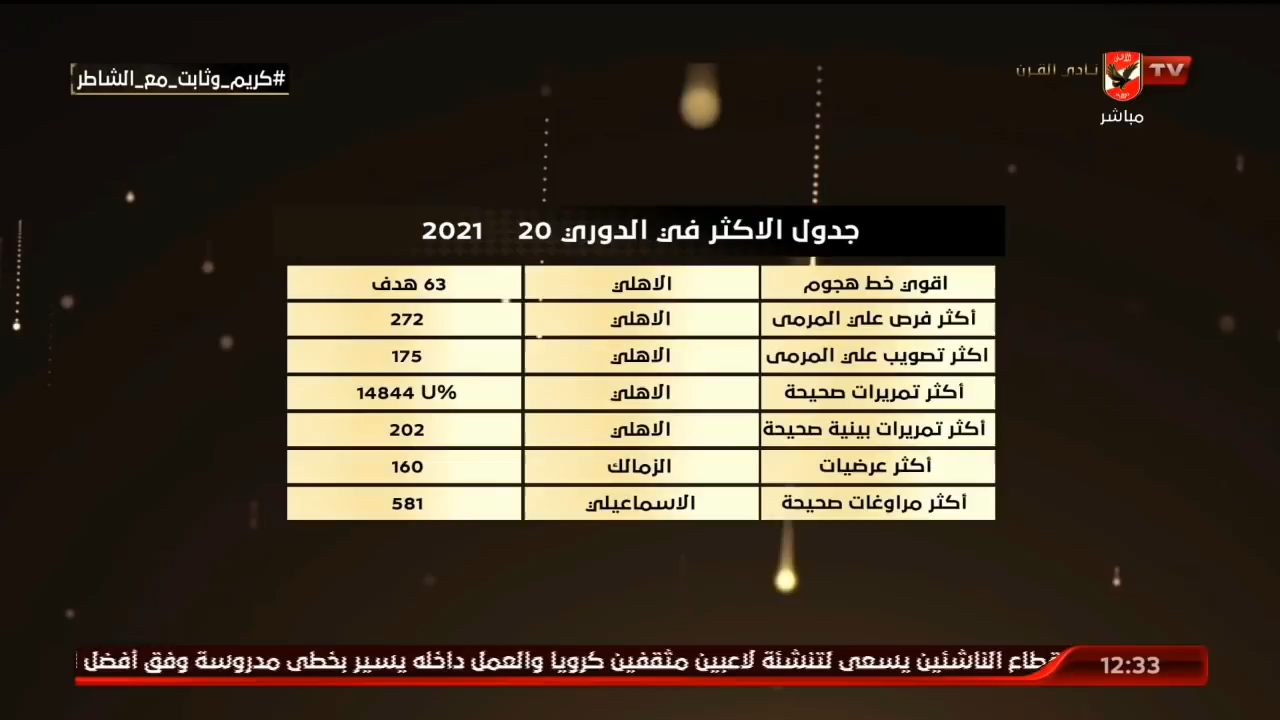 #كريم_وثابت_مع_الشاطر
نادي القرن TV
مباشر
جدول الاكثر في الدوري 20 2021
اقوي خط هجوم الاهلي 63 هدف
أكثر فرص علي المرمى الاهلي 272
اكثر تصويب علي المرمى الاهلي 175
أكثر تمريرات صحيحة الاهلي 14844 U%
أكثر تمريرات بينية صحيحة الاهلي 202
أكثر عرضيات الزمالك 160
أكثر مراوغات صحيحة الاسماعيلي 581
قطاع الناشئين يسعى لتنشئة لاعبين مثقفين كرويا والعمل داخله يسير بخطى مدروسة وفق أفضل
12:33